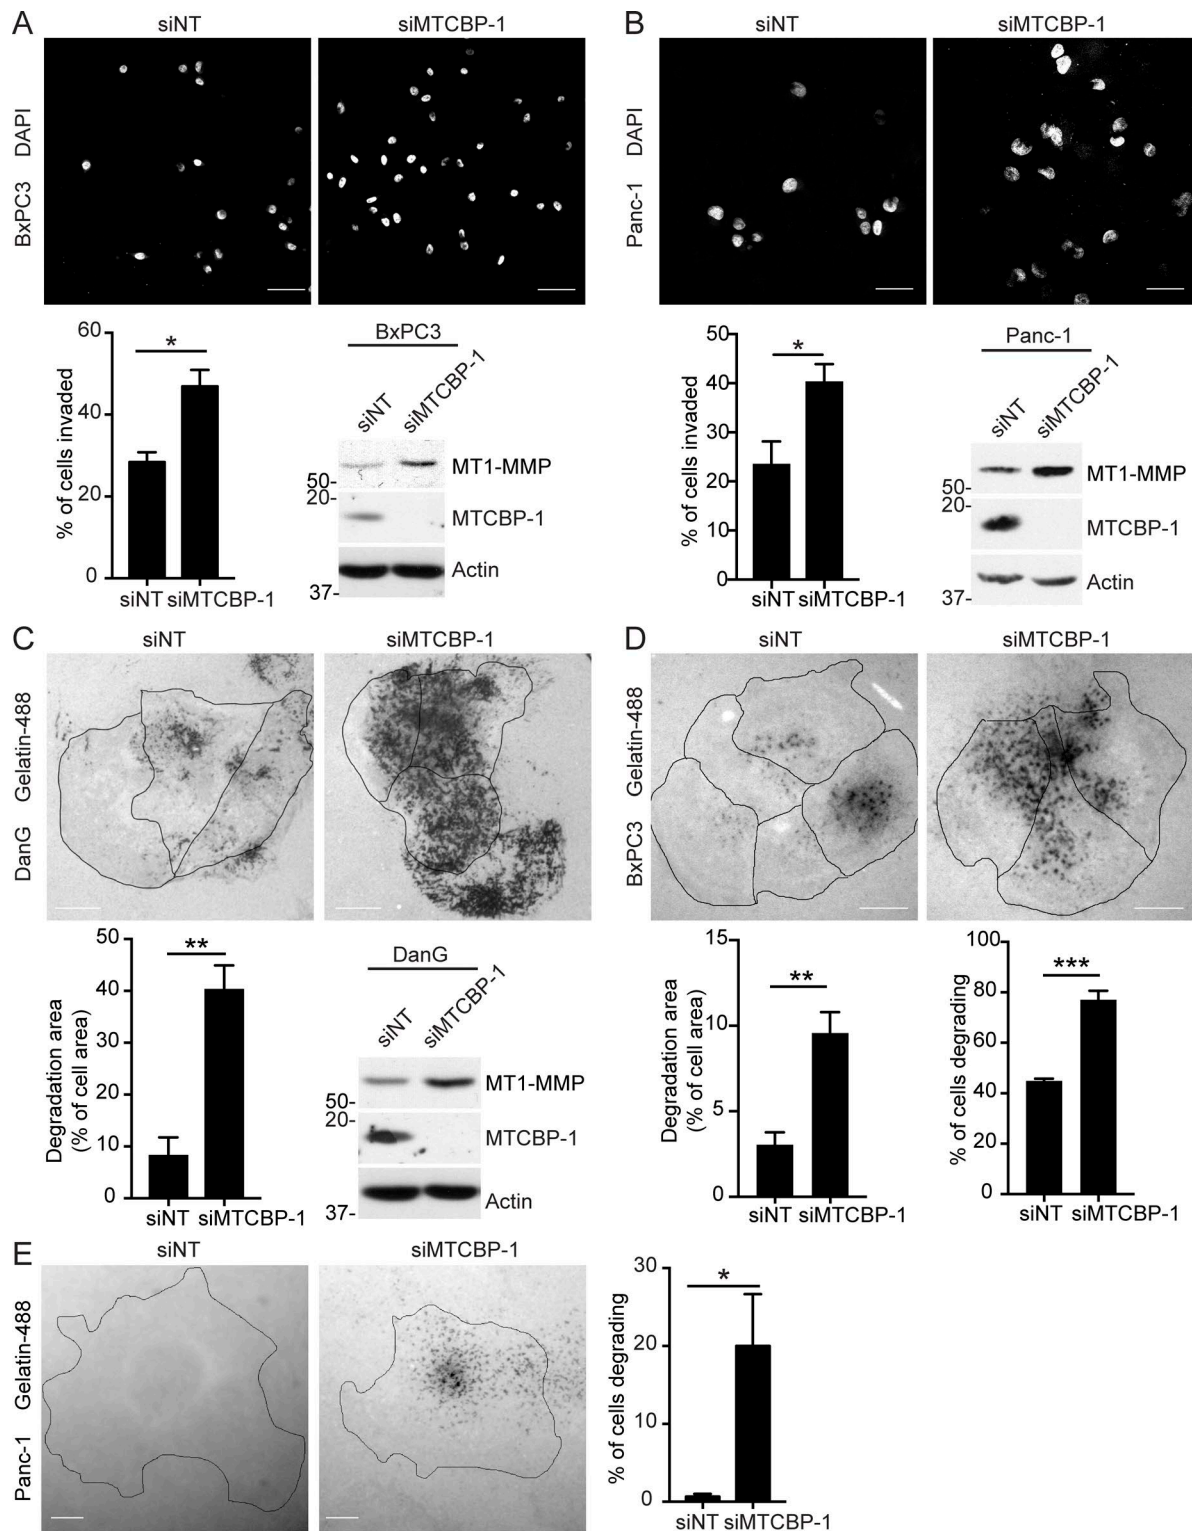 A
siNT
siMTCBP-1
BxPC3 DAPI
% of cells invaded
60
40
20
0
*
siNT siMTCBP-1
BxPC3
siNT
siMTCBP-1
MT1-MMP
50-
20-
MTCBP-1
Actin
37-
B
siNT
siMTCBP-1
Panc-1 DAPI
% of cells invaded
50
40
30
20
10
0
*
siNT siMTCBP-1
Panc-1
siNT
siMTCBP-1
MT1-MMP
50-
20-
MTCBP-1
Actin
37-
C
siNT
siMTCBP-1
DanG Gelatin-488
Degradation area
(% of cell area)
50
40
30
20
10
0
**
siNT siMTCBP-1
DanG
siNT
siMTCBP-1
MT1-MMP
50-
20-
MTCBP-1
Actin
37-
D
siNT
siMTCBP-1
BxPC3 Gelatin-488
Degradation area
(% of cell area)
15
10
5
0
**
siNT siMTCBP-1
% of cells degrading
100
80
60
40
20
0
***
siNT siMTCBP-1
E
siNT
siMTCBP-1
Panc-1 Gelatin-488
% of cells degrading
30
20
10
0
*
siNT siMTCBP-1